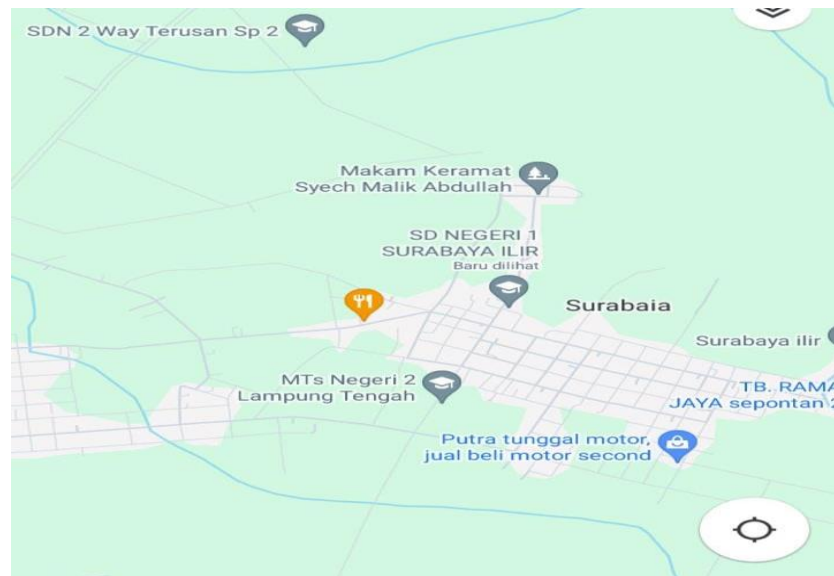 SDN 2 Way Terusan Sp 2
Makam Keramat
Syech Malik Abdullah
SD NEGERI 1
SURABAYA ILIR
Baru dilihat
Surabaia
Surabaya ilir
MTs Negeri 2
Lampung Tengah
TB. RAMA
JAYA sepontan 2
Putra tunggal motor,
jual beli motor second